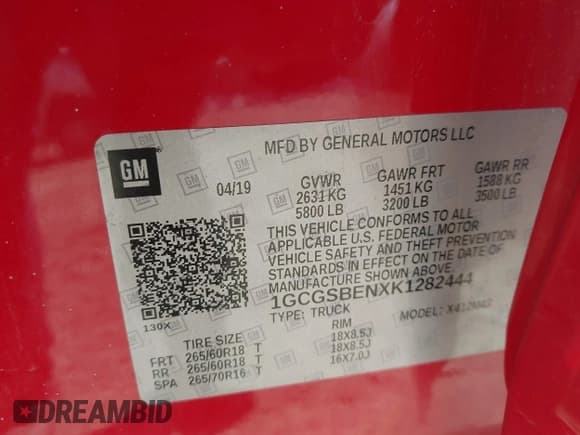 MFD BY GENERAL MOTORS LLC
GM
04/19 GVWR GAWR FRT GAWR RR
2631 KG 1451 KG 1588 KG
5800 LB 3200 LB 3500 LB
THIS VEHICLE CONFORMS TO ALL
APPLICABLE U.S. FEDERAL MOTOR
VEHICLE SAFETY AND THEFT PREVENTION
STANDARDS IN EFFECT ON THE DATE OF
MANUFACTURE SHOWN ABOVE.
1GCGSBENXK1282444
130X
TYPE: TRUCK MODEL:
TIRE SIZE RIM
FRT 265/60R18 T 18X8.5J
RR 265/60R18 T 18X8.5J
SPA 265/70R16 T 16X7.0J
DREAMBID